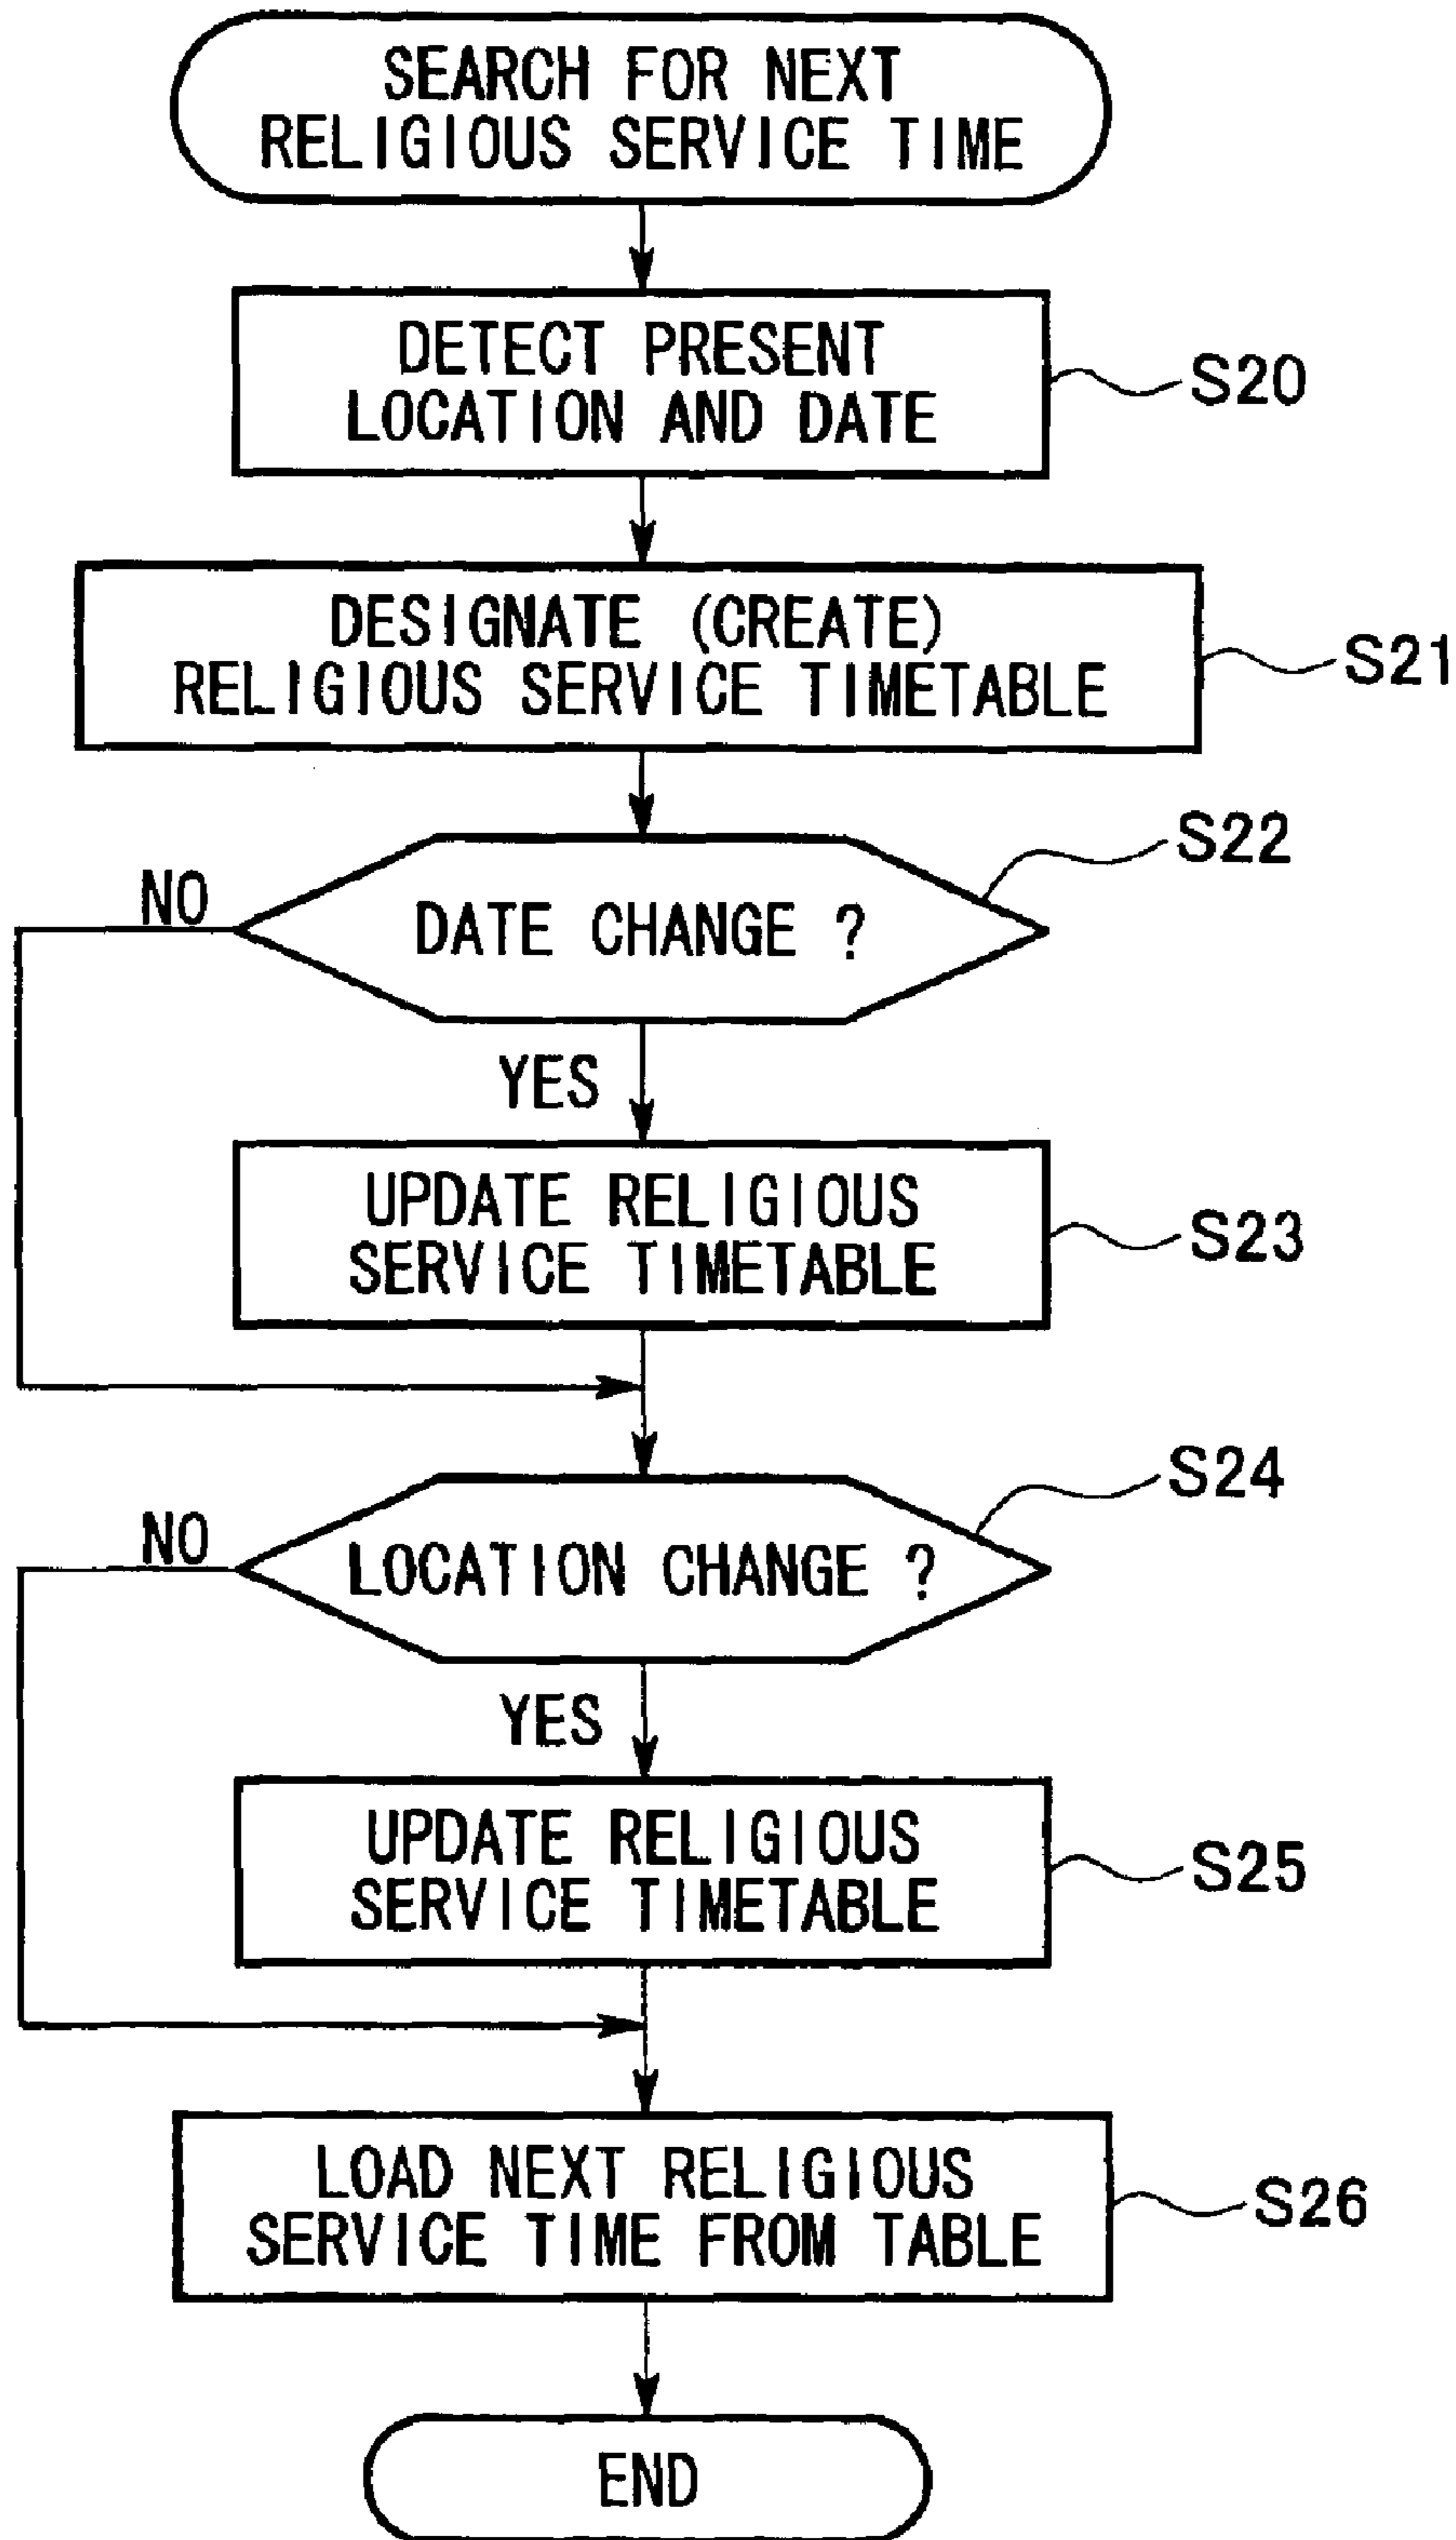 SEARCH FOR NEXT
RELIGIOUS SERVICE TIME
DETECT PRESENT
LOCATION AND DATE
S20
DESIGNATE (CREATE)
RELIGIOUS SERVICE TIMETABLE
S21
S22
NO
DATE CHANGE ?
YES
UPDATE RELIGIOUS
SERVICE TIMETABLE
S23
S24
NO
LOCATION CHANGE ?
YES
UPDATE RELIGIOUS
SERVICE TIMETABLE
S25
LOAD NEXT RELIGIOUS
SERVICE TIME FROM TABLE
S26
END